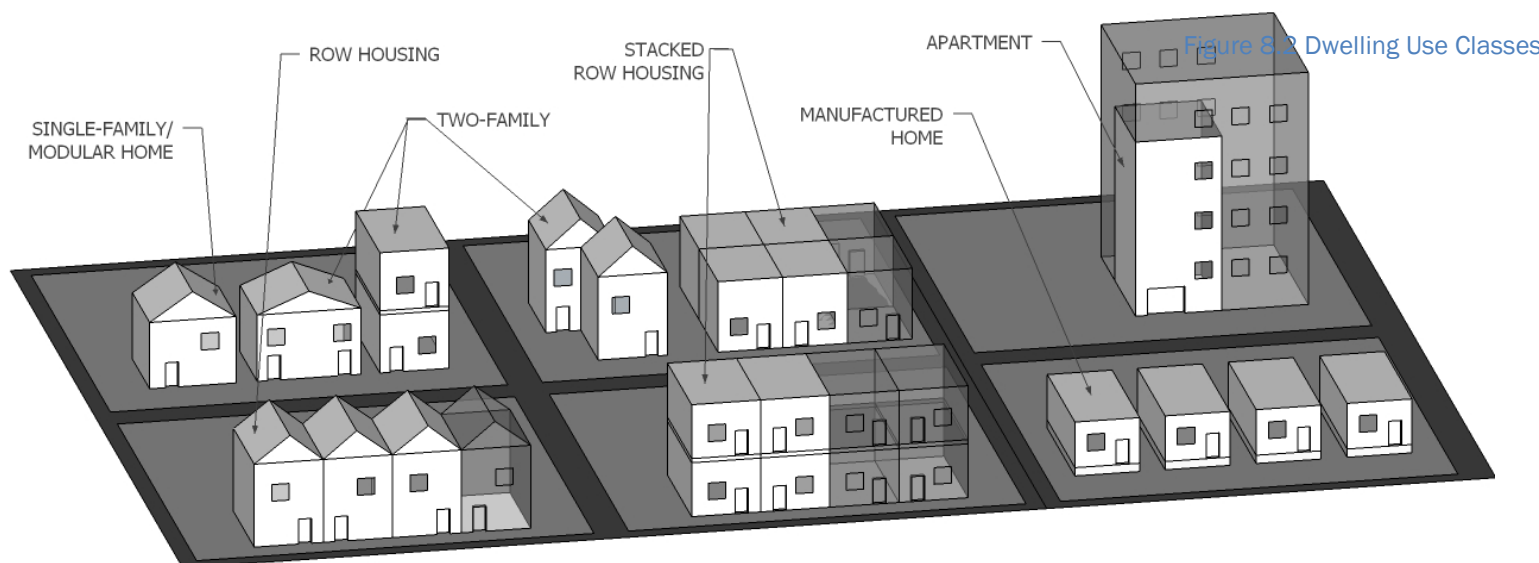 ROW HOUSING
STACKED
ROW HOUSING
APARTMENT
Figure 8.2 Dwelling Use Classes
SINGLE-FAMILY/
MODULAR HOME
TWO-FAMILY
MANUFACTURED
HOME